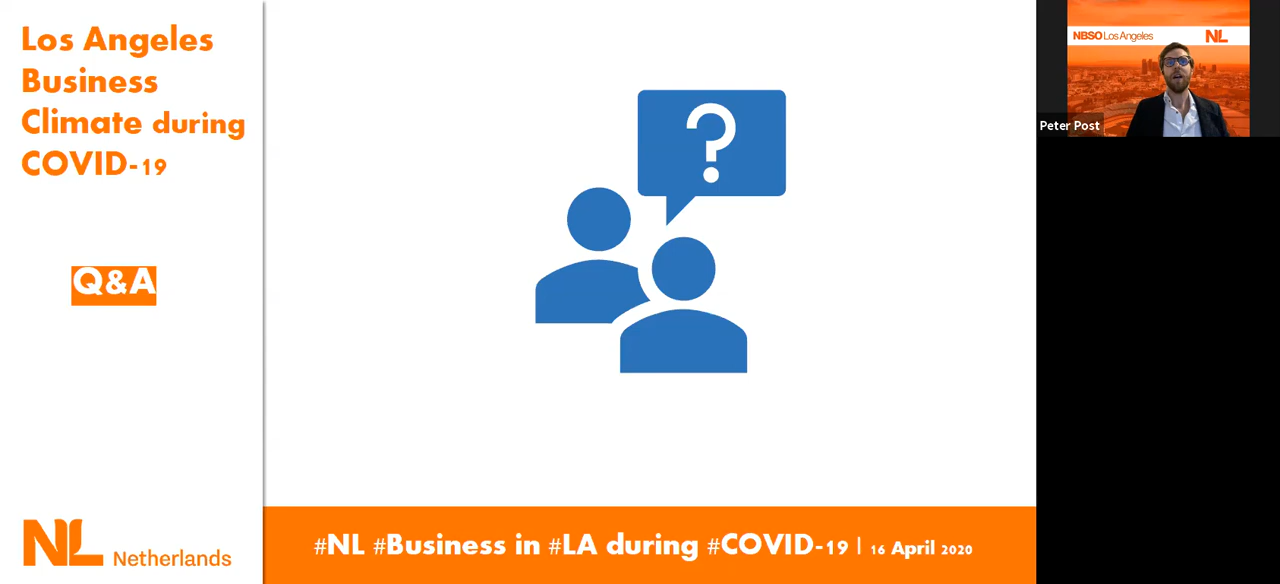 Los Angeles
Business
Climate during
COVID-19
Q&A
?
NL Netherlands
#NL #Business in #LA during #COVID-19 | 16 April 2020
NBSO Los Angeles NL
Peter Post